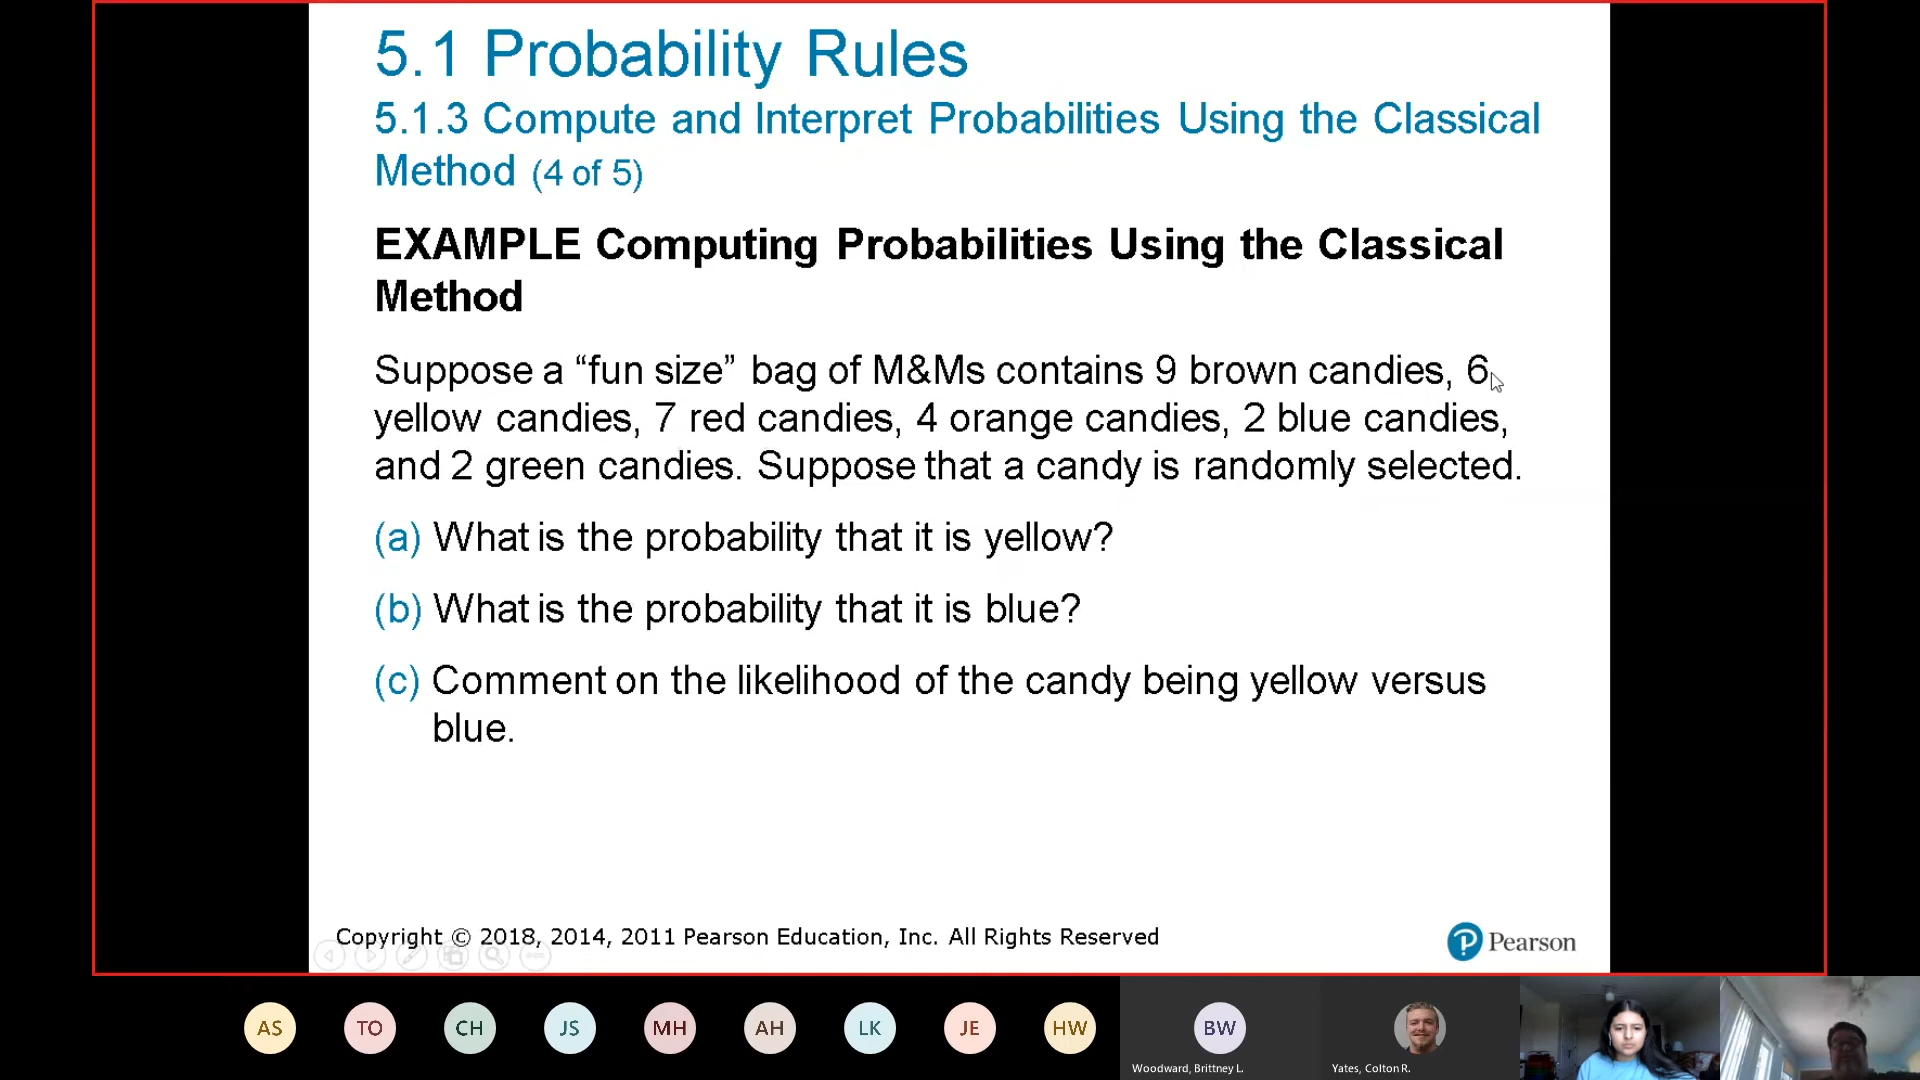 5.1 Probability Rules
5.1.3 Compute and Interpret Probabilities Using the Classical
Method (4 of 5)
EXAMPLE Computing Probabilities Using the Classical
Method
Suppose a “fun size” bag of M&Ms contains 9 brown candies, 6
yellow candies, 7 red candies, 4 orange candies, 2 blue candies,
and 2 green candies. Suppose that a candy is randomly selected.
(a) What is the probability that it is yellow?
(b) What is the probability that it is blue?
(c) Comment on the likelihood of the candy being yellow versus
blue.
Copyright © 2018, 2014, 2011 Pearson Education, Inc. All Rights Reserved
Pearson
AS TO CH JS MH AH LK JE HW BW
Woodward, Brittney L. Yates, Colton R.